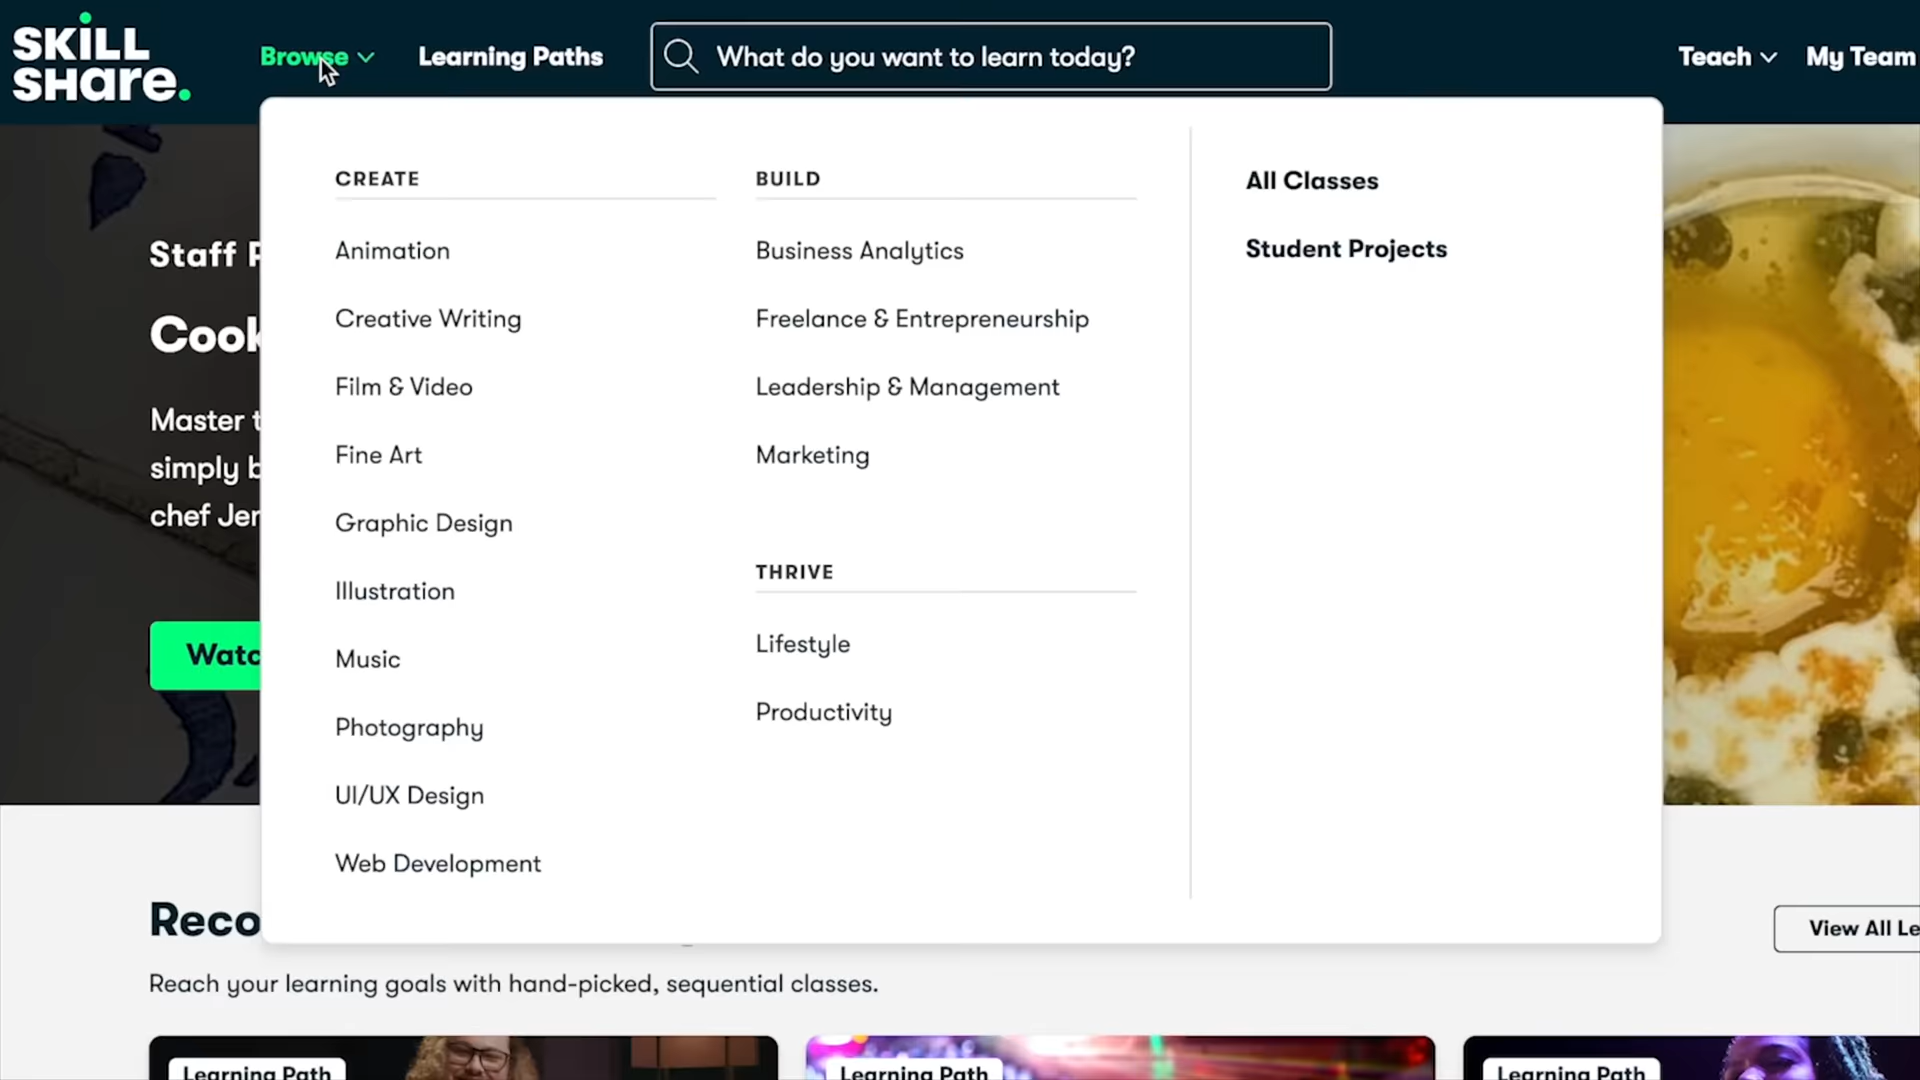 SKILL
SHARE.
Browse
Learning Paths
What do you want to learn today?
Teach
My Team
CREATE
Animation
Creative Writing
Film & Video
Fine Art
Graphic Design
Illustration
Music
Photography
UI/UX Design
Web Development
BUILD
Business Analytics
Freelance & Entrepreneurship
Leadership & Management
Marketing
THRIVE
Lifestyle
Productivity
All Classes
Student Projects
Staff
Cook
Master
simply
chef Jer
Watc
Reco
View All Le
Reach your learning goals with hand-picked, sequential classes.
Learning Path
Learning Path
Learning Path